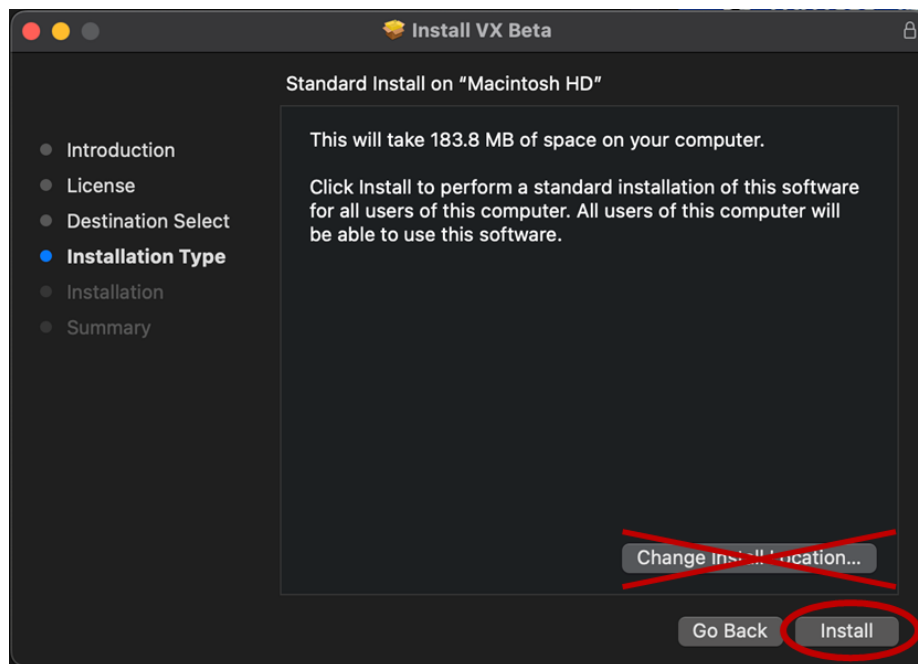 Install VX Beta
Standard Install on “Macintosh HD”
Introduction
License
Destination Select
Installation Type
Installation
Summary
This will take 183.8 MB of space on your computer.
Click Install to perform a standard installation of this software
for all users of this computer. All users of this computer will
be able to use this software.
Change Install Location...
Go Back
Install